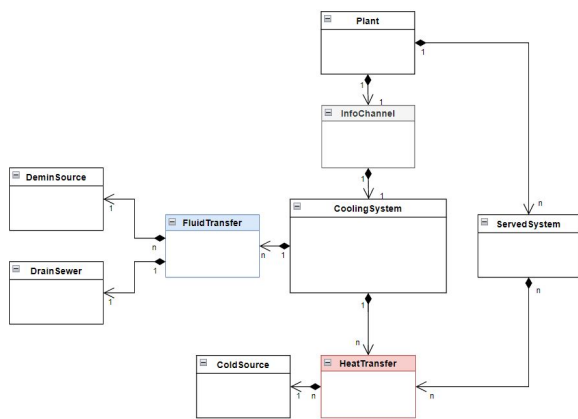 Plant
1
1
n
InfoChannel
1
1
1
DeminSource
1
FluidTransfer
n
1
CoolingSystem
1
n
1
n
ServedSystem
n
n
DrainSewer
1
HeatTransfer
n
ColdSource
1